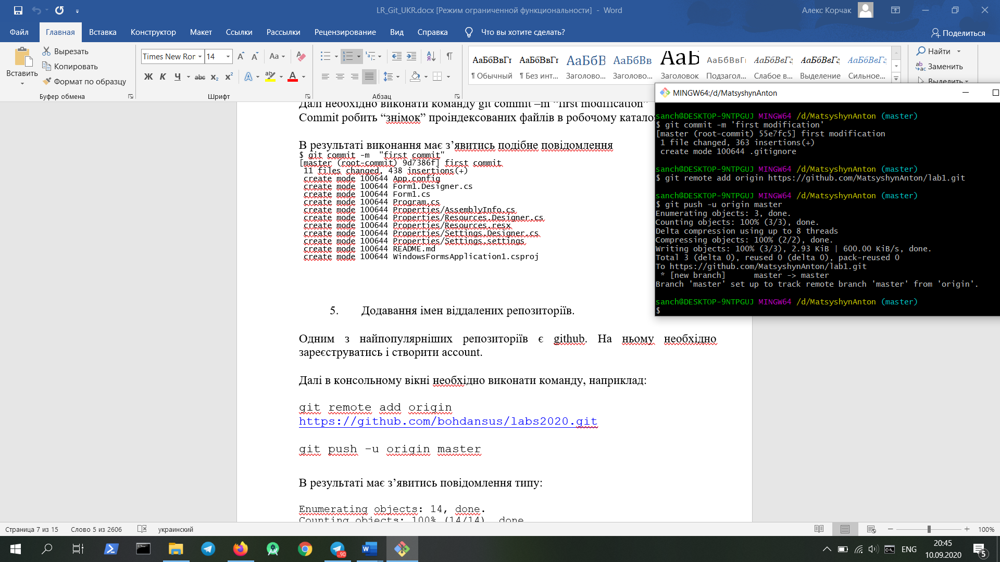 LR_Git_UKR.docx [Режим ограниченной функциональности] - Word
Алекс Корчак
Файл Главная Вставка Конструктор Макет Ссылки Рассылки Рецензирование Вид Справка Что вы хотите сделать? Поделиться
Вставить
Вырезать
Копировать
Формат по образцу
Буфер обмена
Times New Ror 14
Ж К Ч abc x₂ x²
Шрифт
Абзац
АаБбВвГг АаБбВвГг АаБбВ АаБбВв АаБ АаБбВвГг АаБбВвГг АаБбВвГг АаБбВвГг
¶ Обычный ¶ Без инт... Заголово... Заголово... Заголовок Подзагол... Слабое в... Выделение Сильное...
Найти
Заменить
Выделить
Далі необхідно виконати команду git commit –m “first modification”
Commit робить “знімок” проіндексованих файлів в робочому каталоз
В результаті виконання має з’явитись подібне повідомлення
$ git commit -m  "first commit"
[master (root-commit) 9d7386f] first commit
11 files changed, 438 insertions(+)
create mode 100644 App.config
create mode 100644 Form1.Designer.cs
create mode 100644 Form1.cs
create mode 100644 Program.cs
create mode 100644 Properties/AssemblyInfo.cs
create mode 100644 Properties/Resources.Designer.cs
create mode 100644 Properties/Resources.resx
create mode 100644 Properties/Settings.Designer.cs
create mode 100644 Properties/Settings.settings
create mode 100644 README.md
create mode 100644 WindowsFormsApplication1.csproj
5. Додавання імен віддалених репозиторіїв.
Одним з найпопулярніших репозиторіїв є github. На ньому необхідно
зареєструватись і створити account.
Далі в консольному вікні необхідно виконати команду, наприклад:
git remote add origin
https://github.com/bohdansus/labs2020.git
git push -u origin master
В результаті має з’явитись повідомлення типу:
Enumerating objects: 14, done.
Counting objects: 100% (14/14), done
MINGW64:/d/MatsyshynAnton
sanch@DESKTOP-9NTPGUJ MINGW64 /d/MatsyshynAnton (master)
$ git commit -m 'first modification'
[master (root-commit) 55e7fc5] first modification
1 file changed, 363 insertions(+)
create mode 100644 .gitignore
sanch@DESKTOP-9NTPGUJ MINGW64 /d/MatsyshynAnton (master)
$ git remote add origin https://github.com/MatsyshynAnton/lab1.git
sanch@DESKTOP-9NTPGUJ MINGW64 /d/MatsyshynAnton (master)
$ git push -u origin master
Enumerating objects: 3, done.
Counting objects: 100% (3/3), done.
Delta compression using up to 8 threads
Compressing objects: 100% (2/2), done.
Writing objects: 100% (3/3), 2.93 KiB | 600.00 KiB/s, done.
Total 3 (delta 0), reused 0 (delta 0), pack-reused 0
To https://github.com/MatsyshynAnton/lab1.git
* [new branch]      master -> master
Branch 'master' set up to track remote branch 'master' from 'origin'.
sanch@DESKTOP-9NTPGUJ MINGW64 /d/MatsyshynAnton (master)
$
Страница 7 из 15 Слово 5 из 2606 украинский 100%
ENG
20:45
10.09.2020
5